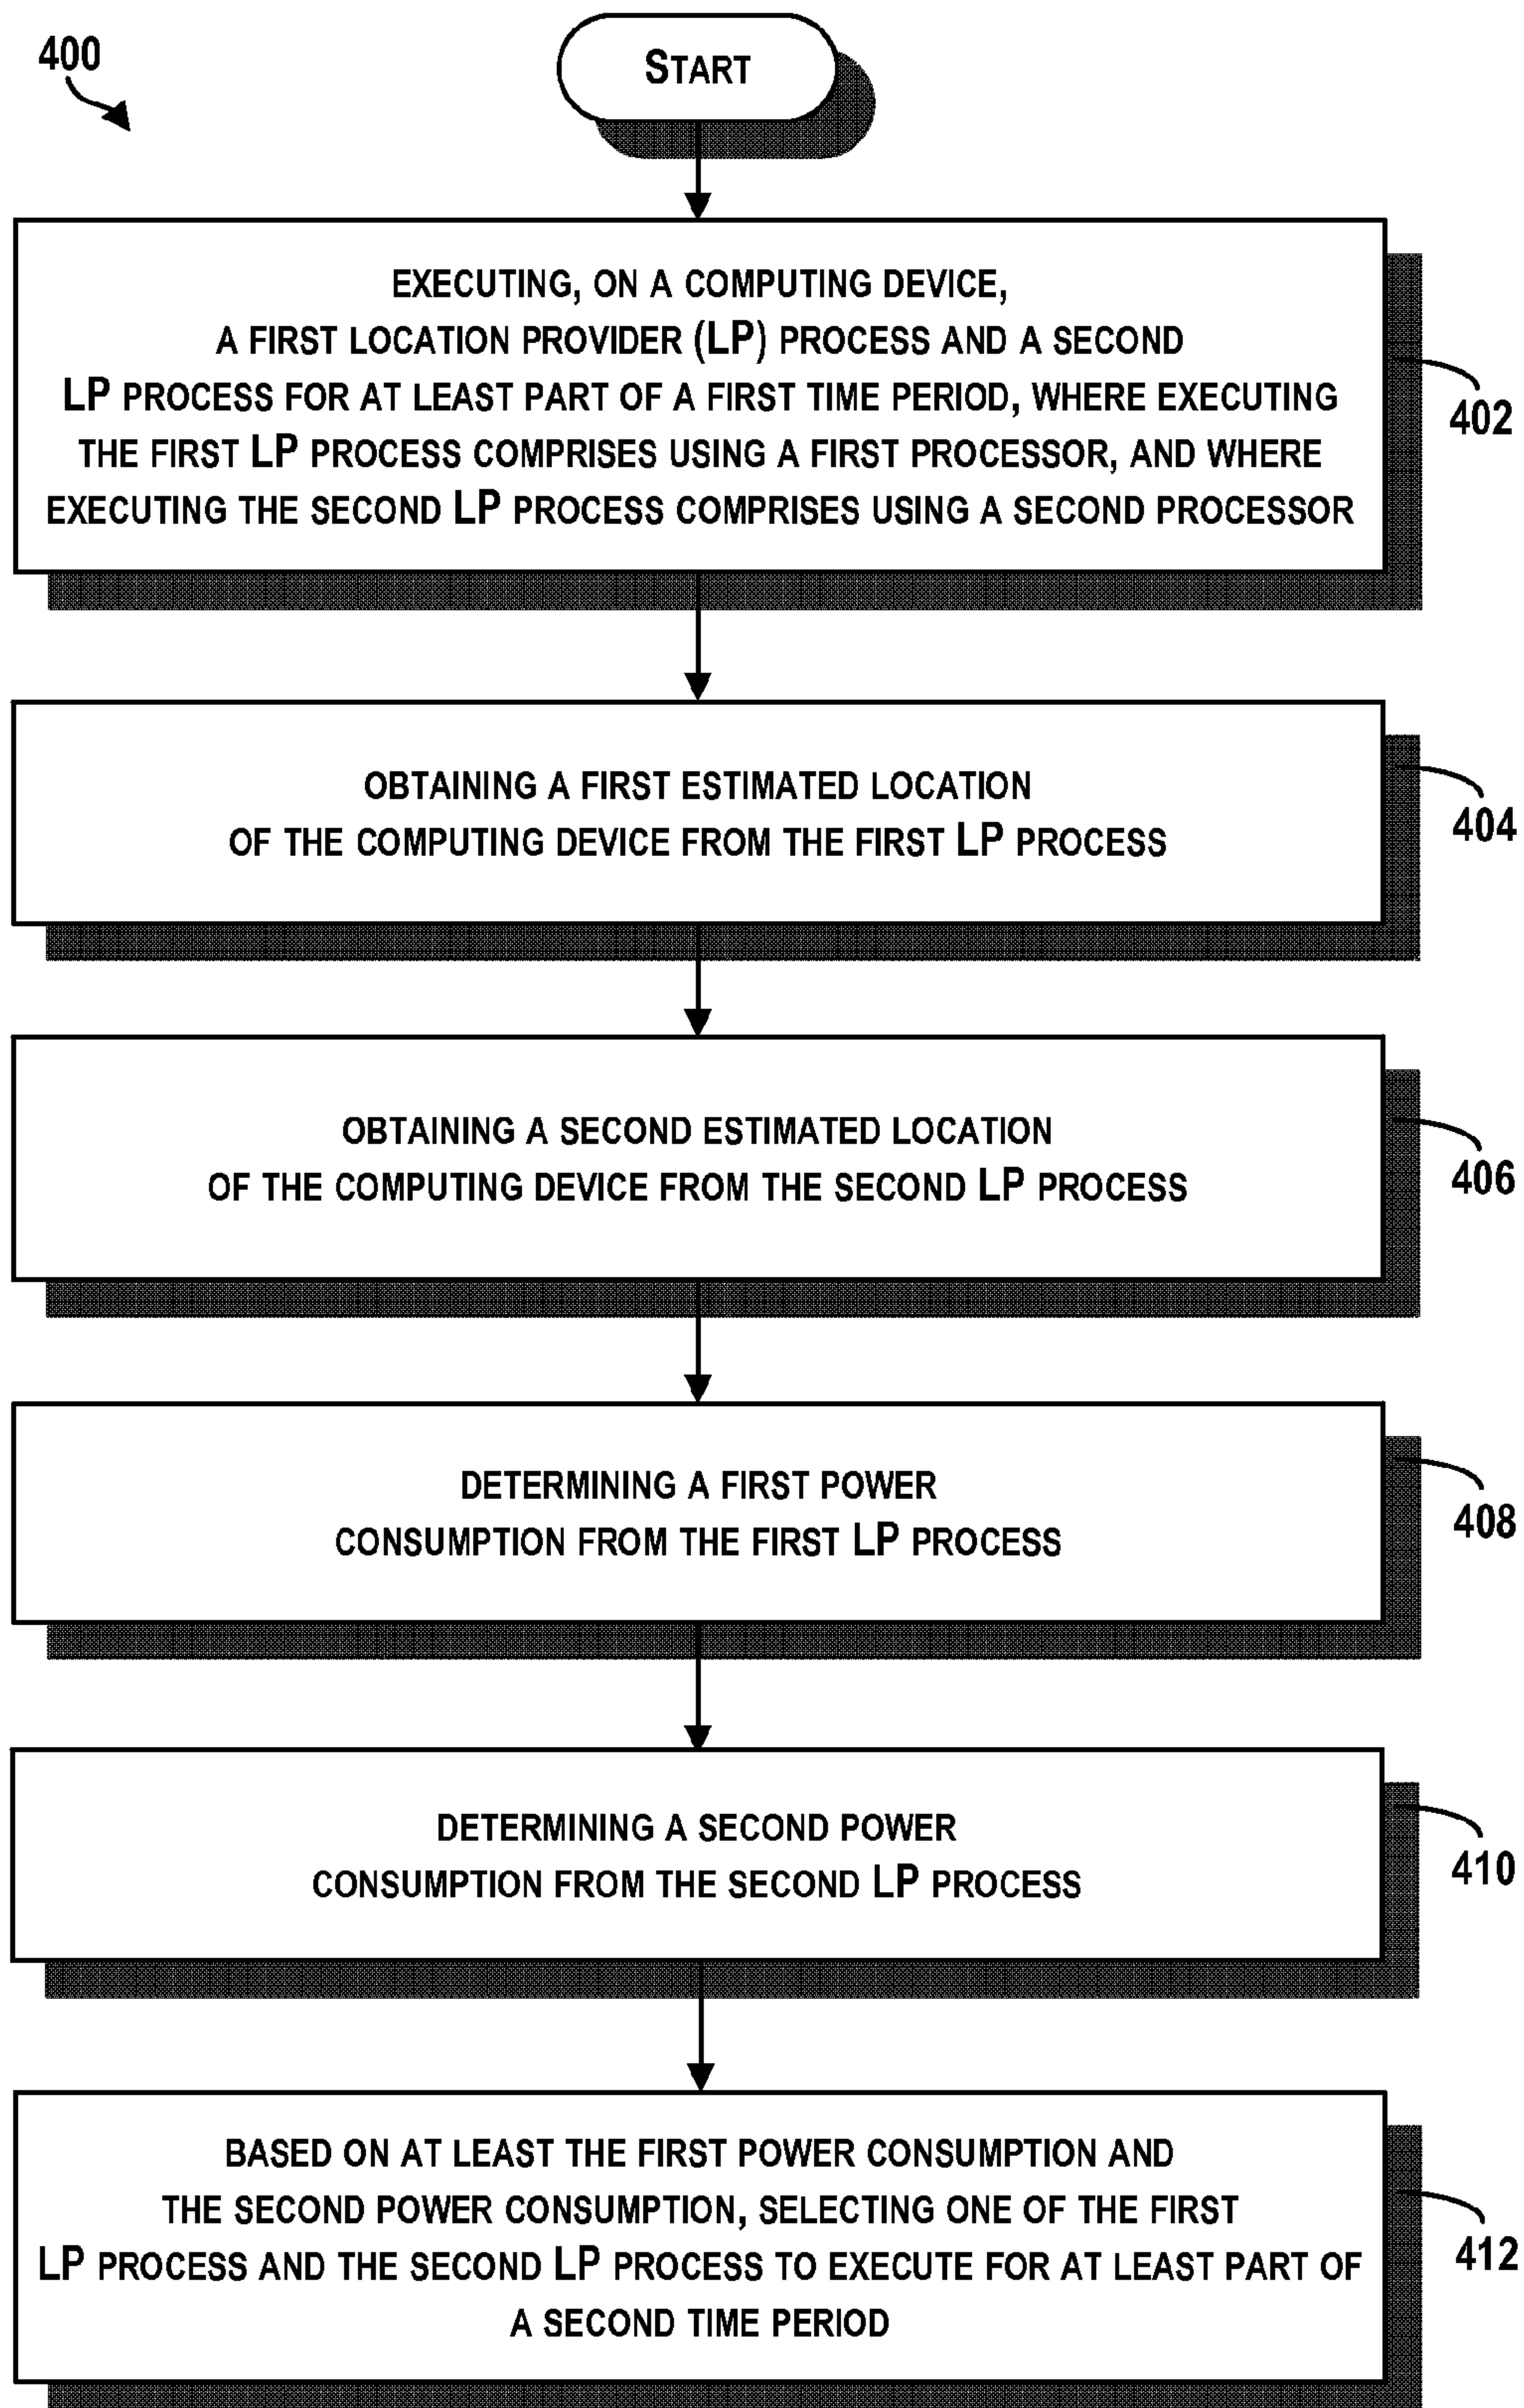 400
START
EXECUTING, ON A COMPUTING DEVICE,
A FIRST LOCATION PROVIDER (LP) PROCESS AND A SECOND
LP PROCESS FOR AT LEAST PART OF A FIRST TIME PERIOD, WHERE EXECUTING
THE FIRST LP PROCESS COMPRISES USING A FIRST PROCESSOR, AND WHERE
EXECUTING THE SECOND LP PROCESS COMPRISES USING A SECOND PROCESSOR
402
OBTAINING A FIRST ESTIMATED LOCATION
OF THE COMPUTING DEVICE FROM THE FIRST LP PROCESS
404
OBTAINING A SECOND ESTIMATED LOCATION
OF THE COMPUTING DEVICE FROM THE SECOND LP PROCESS
406
DETERMINING A FIRST POWER
CONSUMPTION FROM THE FIRST LP PROCESS
408
DETERMINING A SECOND POWER
CONSUMPTION FROM THE SECOND LP PROCESS
410
BASED ON AT LEAST THE FIRST POWER CONSUMPTION AND
THE SECOND POWER CONSUMPTION, SELECTING ONE OF THE FIRST
LP PROCESS AND THE SECOND LP PROCESS TO EXECUTE FOR AT LEAST PART OF
A SECOND TIME PERIOD
412